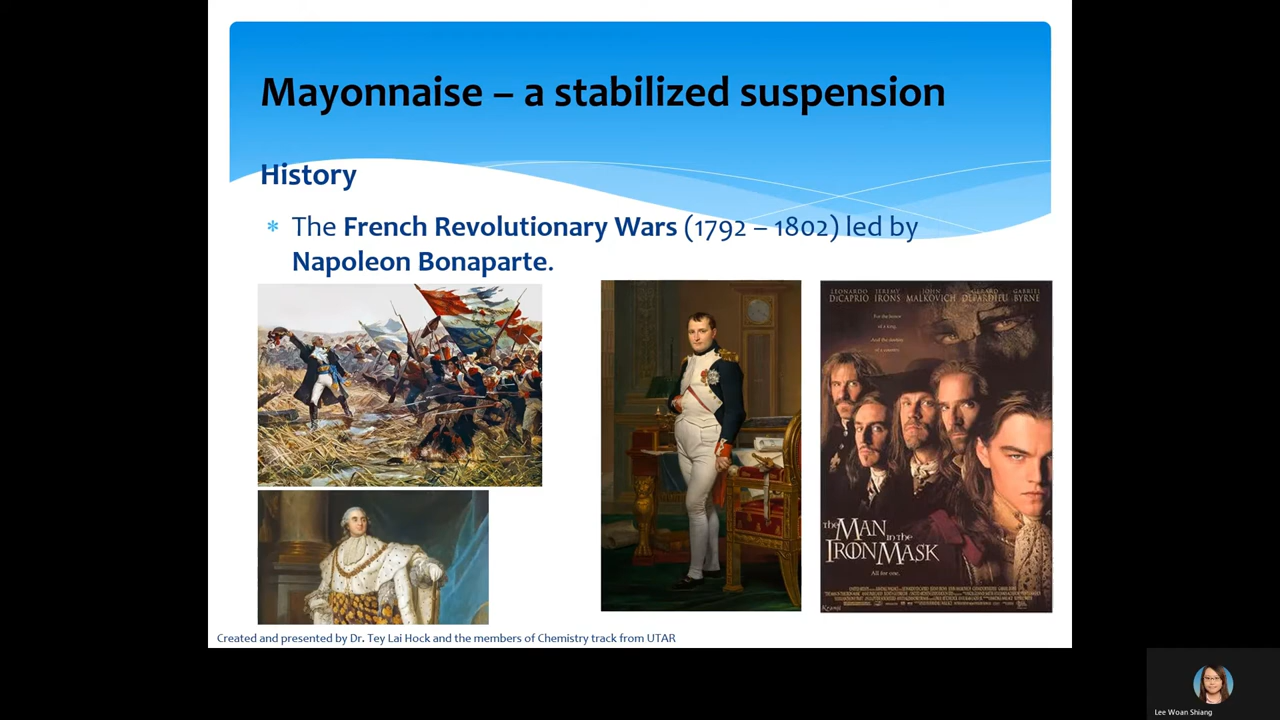 Mayonnaise – a stabilized suspension
History
* The French Revolutionary Wars (1792 – 1802) led by
Napoleon Bonaparte.
LEONARDO DiCAPRIO JEREMY IRONS JOHN MALKOVICH GERARD DEPARDIEU GABRIEL BYRNE
For the honor
of a king.
And the destiny
of a country.
The MAN in the
IRON MASK
All for one.
Created and presented by Dr. Tey Lai Hock and the members of Chemistry track from UTAR
Lee Woan Shiang